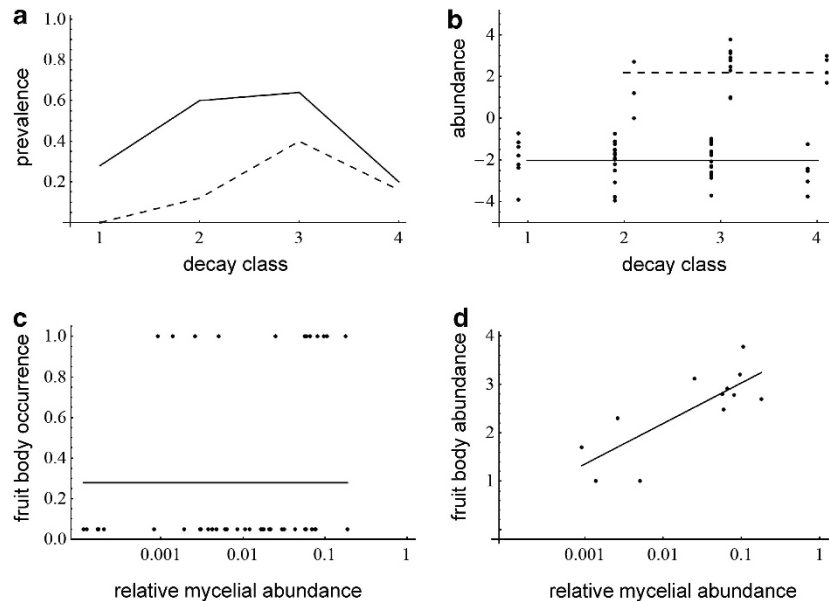 a
1.0
0.8
0.6
0.4
0.2
prevalence
1 2 3 4
decay class
b
4
2
0
−2
−4
abundance
1 2 3 4
decay class
c
1.0
0.8
0.6
0.4
0.2
0.0
fruit body occurrence
0.001 0.01 0.1 1
relative mycelial abundance
d
4
3
2
1
fruit body abundance
0.001 0.01 0.1 1
relative mycelial abundance